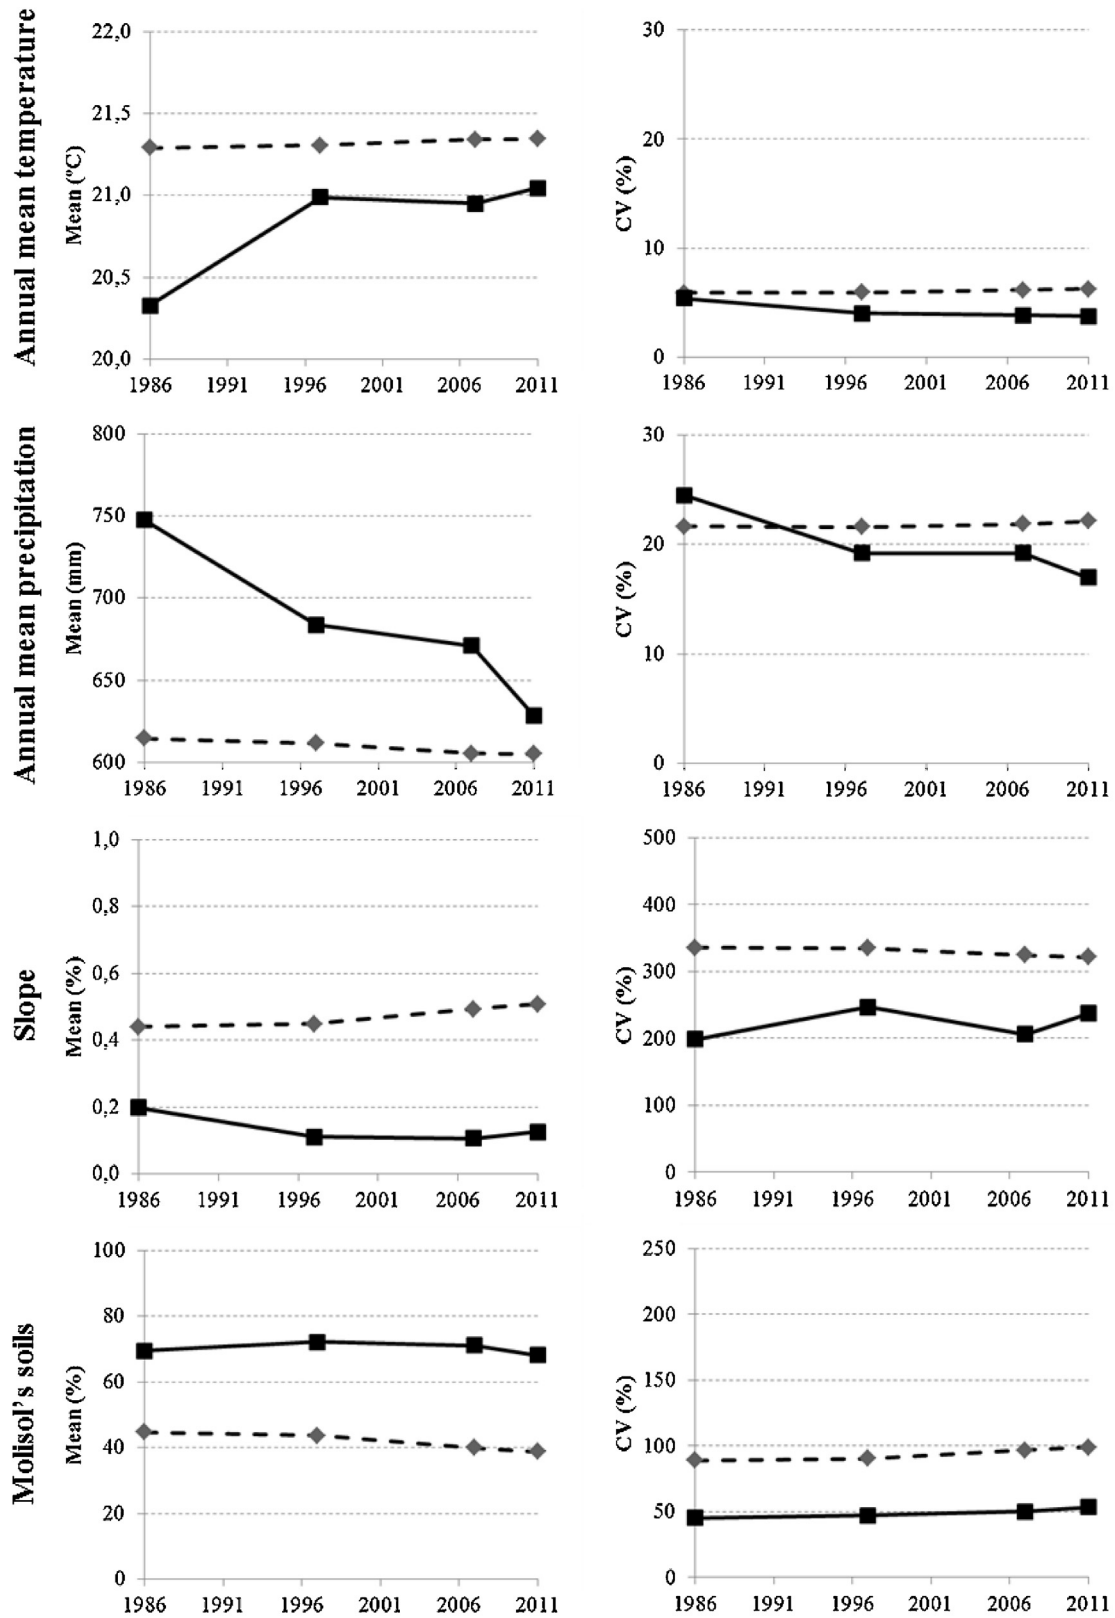 Annual mean temperature
Mean (ºC)
22,0
21,5
21,0
20,5
20,0
1986 1991 1996 2001 2006 2011
CV (%)
30
20
10
0
1986 1991 1996 2001 2006 2011
Annual mean precipitation
Mean (mm)
800
750
700
650
600
1986 1991 1996 2001 2006 2011
CV (%)
30
20
10
0
1986 1991 1996 2001 2006 2011
Slope
Mean (%)
1,0
0,8
0,6
0,4
0,2
0,0
1986 1991 1996 2001 2006 2011
CV (%)
500
400
300
200
100
0
1986 1991 1996 2001 2006 2011
Molisol's soils
Mean (%)
100
80
60
40
20
0
1986 1991 1996 2001 2006 2011
CV (%)
250
200
150
100
50
0
1986 1991 1996 2001 2006 2011